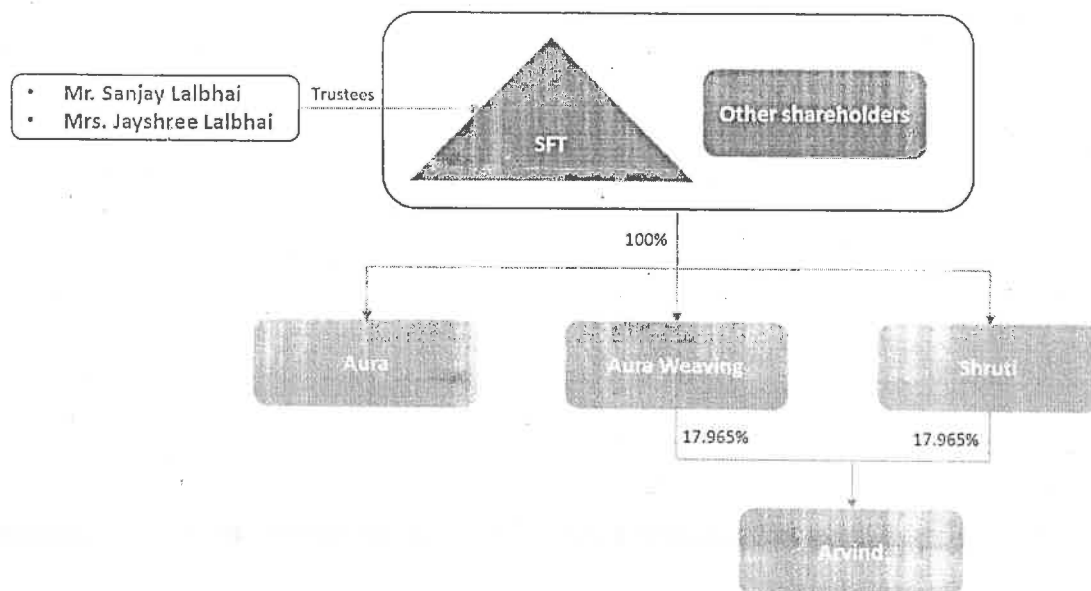 • Mr. Sanjay Lalbhai
• Mrs. Jayshree Lalbhai
Trustees
SFT
Other shareholders
100%
Aura
Aura Weaving
Shruti
17.965%
17.965%
Arvind